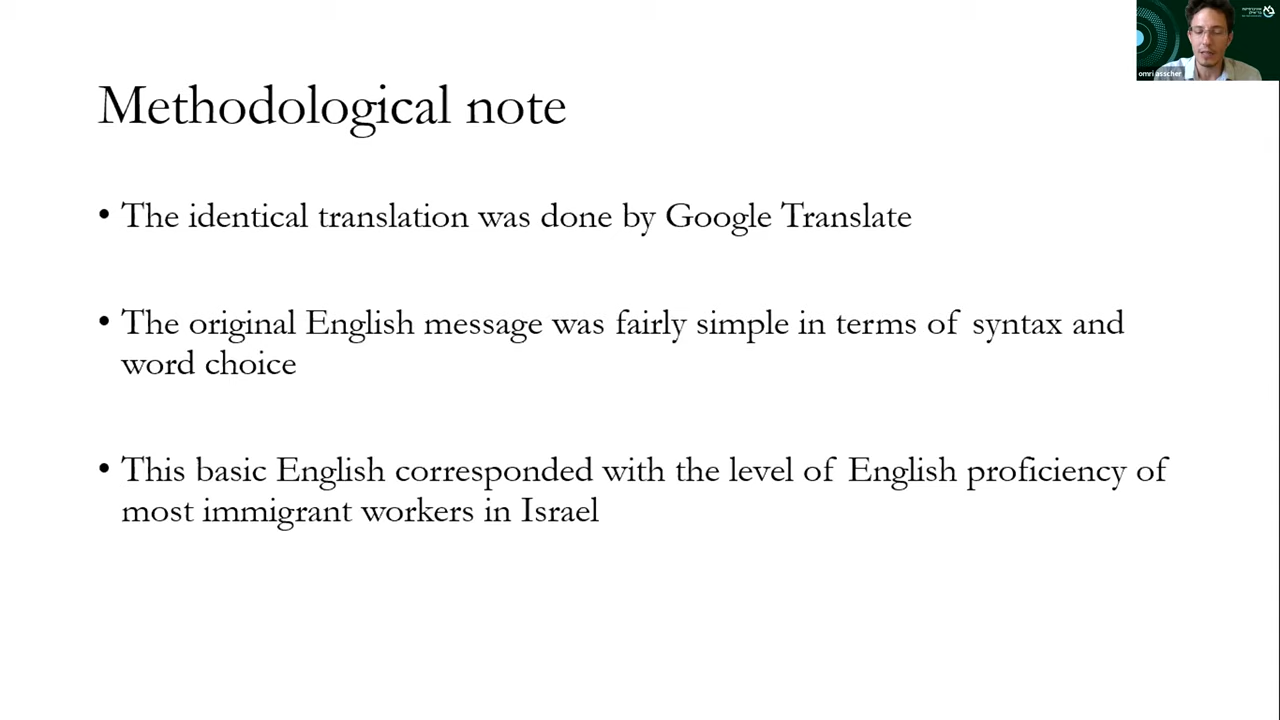 omri asscher
Methodological note
• The identical translation was done by Google Translate
• The original English message was fairly simple in terms of syntax and
word choice
• This basic English corresponded with the level of English proficiency of
most immigrant workers in Israel